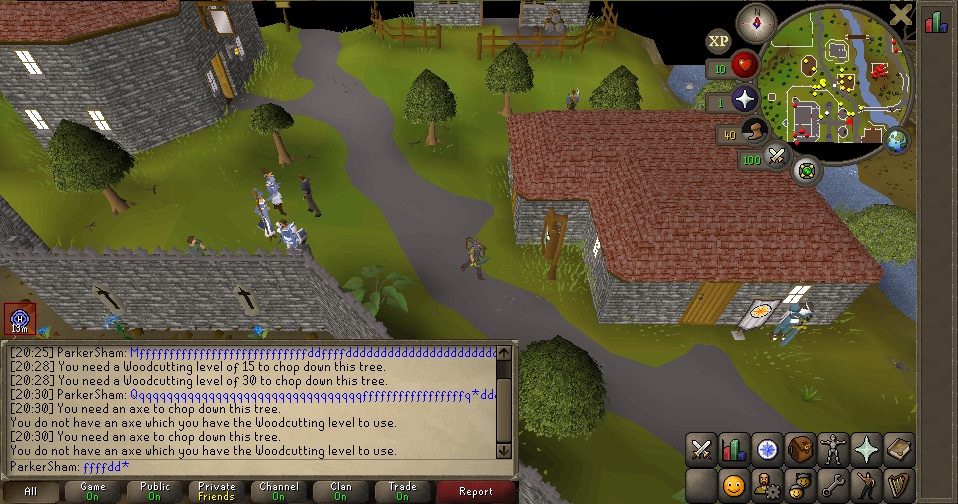 N
XP
10
1
40
100
13m
[20:25] ParkerSham: Mffffffffffffffffffffffffffffffddffffdddddddddddddddddddddddd
[20:28] You need a Woodcutting level of 15 to chop down this tree.
[20:28] You need a Woodcutting level of 30 to chop down this tree.
[20:30] ParkerSham: Qqqqqqqqqqqqqqqqqqqqqqqqqqqqqqqqqfffffffffffffffffq*ddd
[20:30] You need an axe to chop down this tree.
You do not have an axe which you have the Woodcutting level to use.
[20:30] You need an axe to chop down this tree.
You do not have an axe which you have the Woodcutting level to use.
ParkerSham: ffffdd*
All
Game
On
Public
On
Private
Friends
Channel
On
Clan
On
Trade
On
Report